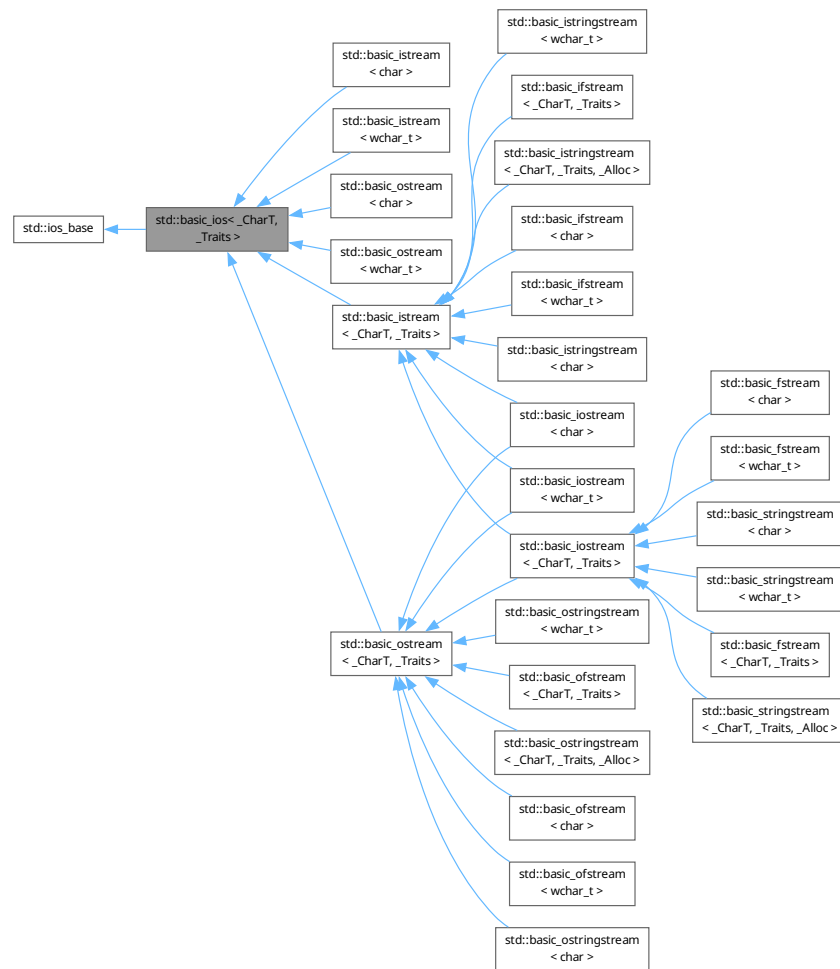 std::ios_base
std::basic_ios< _CharT,
_Traits >
std::basic_istream
< char >
std::basic_istream
< wchar_t >
std::basic_ostream
< char >
std::basic_ostream
< wchar_t >
std::basic_istream
< _CharT, _Traits >
std::basic_ostream
< _CharT, _Traits >
std::basic_istringstream
< wchar_t >
std::basic_ifstream
< _CharT, _Traits >
std::basic_istringstream
< _CharT, _Traits, _Alloc >
std::basic_ifstream
< char >
std::basic_ifstream
< wchar_t >
std::basic_istringstream
< char >
std::basic_iostream
< char >
std::basic_iostream
< wchar_t >
std::basic_iostream
< _CharT, _Traits >
std::basic_ostringstream
< wchar_t >
std::basic_ofstream
< _CharT, _Traits >
std::basic_ostringstream
< _CharT, _Traits, _Alloc >
std::basic_ofstream
< char >
std::basic_ofstream
< wchar_t >
std::basic_ostringstream
< char >
std::basic_fstream
< char >
std::basic_fstream
< wchar_t >
std::basic_stringstream
< char >
std::basic_stringstream
< wchar_t >
std::basic_fstream
< _CharT, _Traits >
std::basic_stringstream
< _CharT, _Traits, _Alloc >